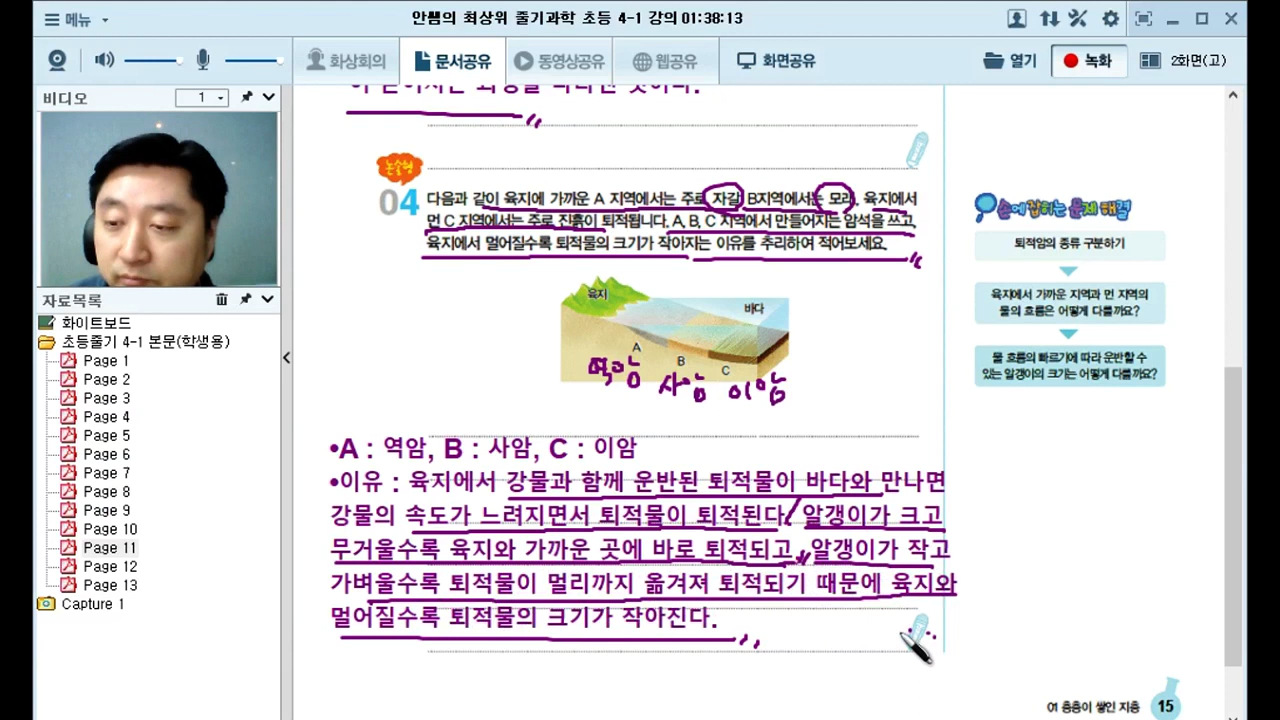 메뉴
안쌤의 최상위 줄기과학 초등 4-1 강의 01:38:13
화상회의
문서공유
동영상공유
웹공유
화면공유
열기
녹화
2화면(고)
비디오
1
자료목록
화이트보드
초등줄기 4-1 본문(학생용)
Page 1
Page 2
Page 3
Page 4
Page 5
Page 6
Page 7
Page 8
Page 9
Page 10
Page 11
Page 12
Page 13
Capture 1
논술형
04
다음과 같이 육지에 가까운 A 지역에서는 주로 자갈, B지역에서는 모래, 육지에서
먼 C 지역에서는 주로 진흙이 퇴적됩니다. A, B, C 지역에서 만들어지는 암석을 쓰고,
육지에서 멀어질수록 퇴적물의 크기가 작아지는 이유를 추리하여 적어보세요.
육지
바다
A
B
C
역암
사암
이암
•A : 역암, B : 사암, C : 이암
•이유 : 육지에서 강물과 함께 운반된 퇴적물이 바다와 만나면
강물의 속도가 느려지면서 퇴적물이 퇴적된다. 알갱이가 크고
무거울수록 육지와 가까운 곳에 바로 퇴적되고, 알갱이가 작고
가벼울수록 퇴적물이 멀리까지 옮겨져 퇴적되기 때문에 육지와
멀어질수록 퇴적물의 크기가 작아진다.
손에 잡히는 문제 해결
퇴적암의 종류 구분하기
육지에서 가까운 지역과 먼 지역의
물의 흐름은 어떻게 다를까요?
물 흐름의 빠르기에 따라 운반할 수
있는 알갱이의 크기는 어떻게 다를까요?
01 층층이 쌓인 지층
15